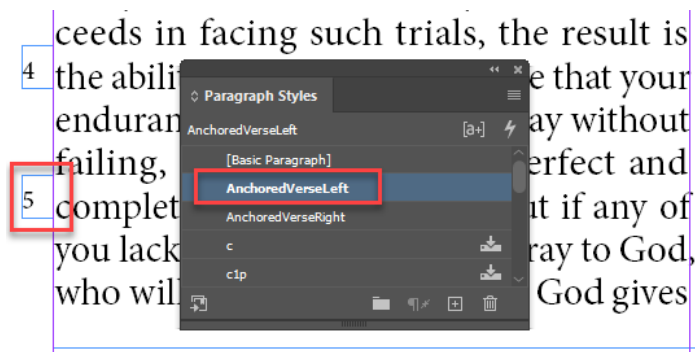 ceeds in facing such trials, the result is
4 the abili e that your
enduran ay without
failing, erfect and
5 complet ut if any of
you lack ray to God,
who wil God gives
Paragraph Styles
AnchoredVerseLeft [a+]
[Basic Paragraph]
AnchoredVerseLeft
AnchoredVerseRight
c
c1p